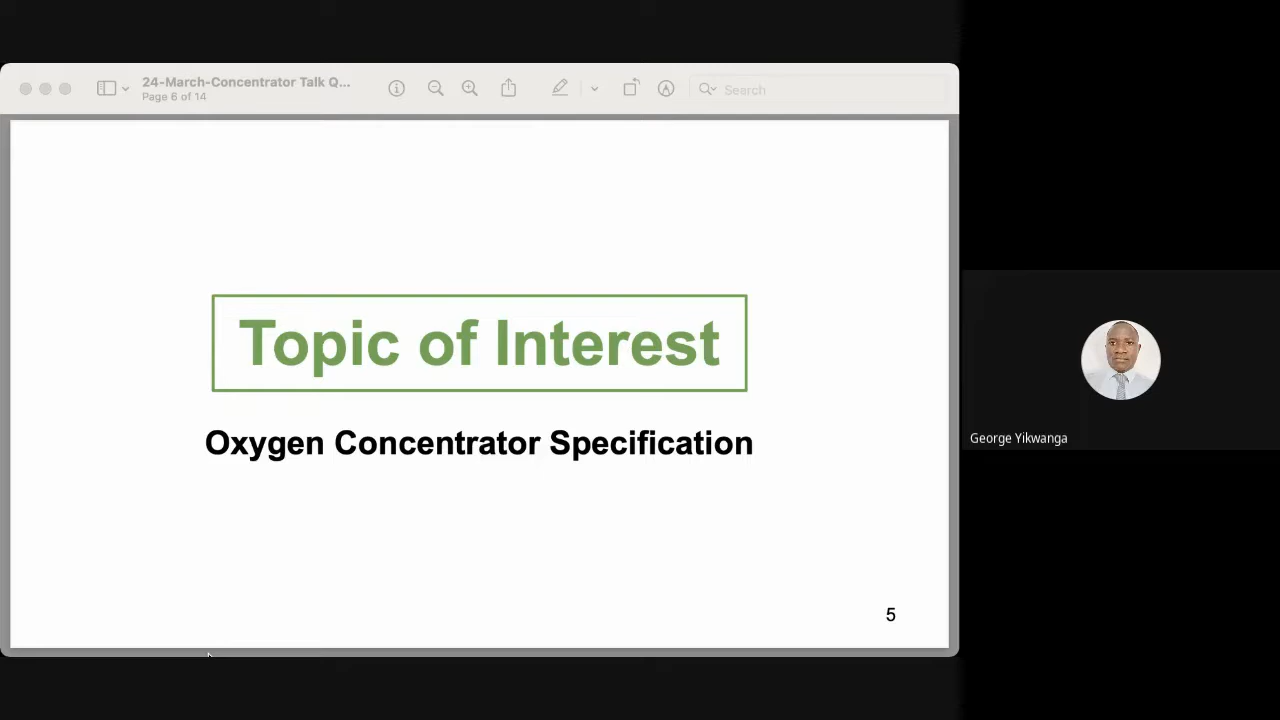 24-March-Concentrator Talk Q...
Page 6 of 14
Search
Topic of Interest
Oxygen Concentrator Specification
5
George Yikwanga